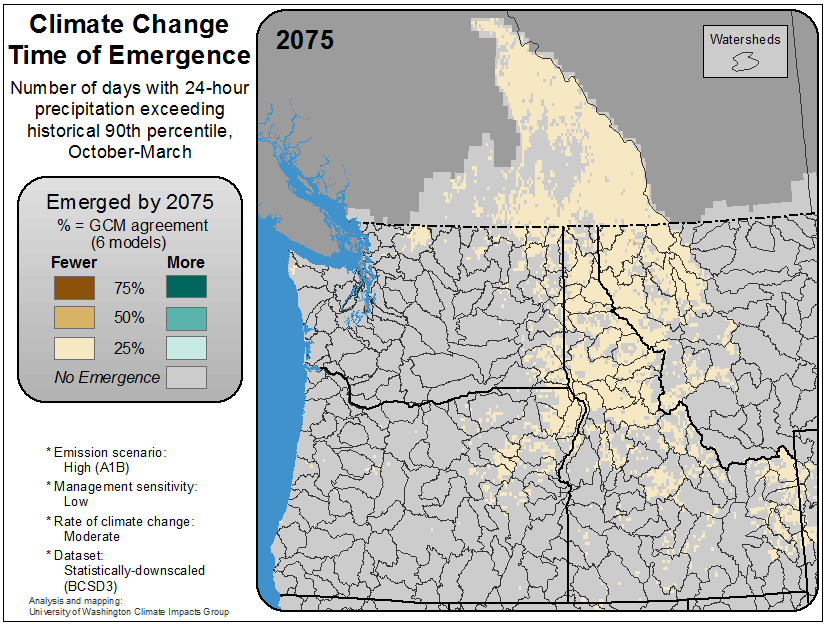 Climate Change
Time of Emergence
Number of days with 24-hour
precipitation exceeding
historical 90th percentile,
October-March
Emerged by 2075
% = GCM agreement
(6 models)
Fewer More
75%
50%
25%
No Emergence
* Emission scenario:
High (A1B)
* Management sensitivity:
Low
* Rate of climate change:
Moderate
* Dataset:
Statistically-downscaled
(BCSD3)
Analysis and mapping:
University of Washington Climate Impacts Group
2075
Watersheds